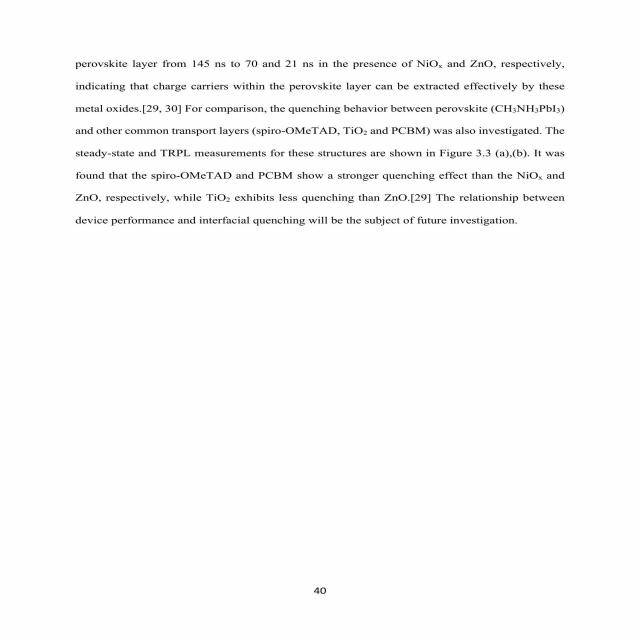 perovskite layer from 145 ns to 70 and 21 ns in the presence of NiOₓ and ZnO, respectively,
indicating that charge carriers within the perovskite layer can be extracted effectively by these
metal oxides.[29, 30] For comparison, the quenching behavior between perovskite (CH₃NH₃PbI₃)
and other common transport layers (spiro-OMeTAD, TiO₂ and PCBM) was also investigated. The
steady-state and TRPL measurements for these structures are shown in Figure 3.3 (a),(b). It was
found that the spiro-OMeTAD and PCBM show a stronger quenching effect than the NiOₓ and
ZnO, respectively, while TiO₂ exhibits less quenching than ZnO.[29] The relationship between
device performance and interfacial quenching will be the subject of future investigation.
40